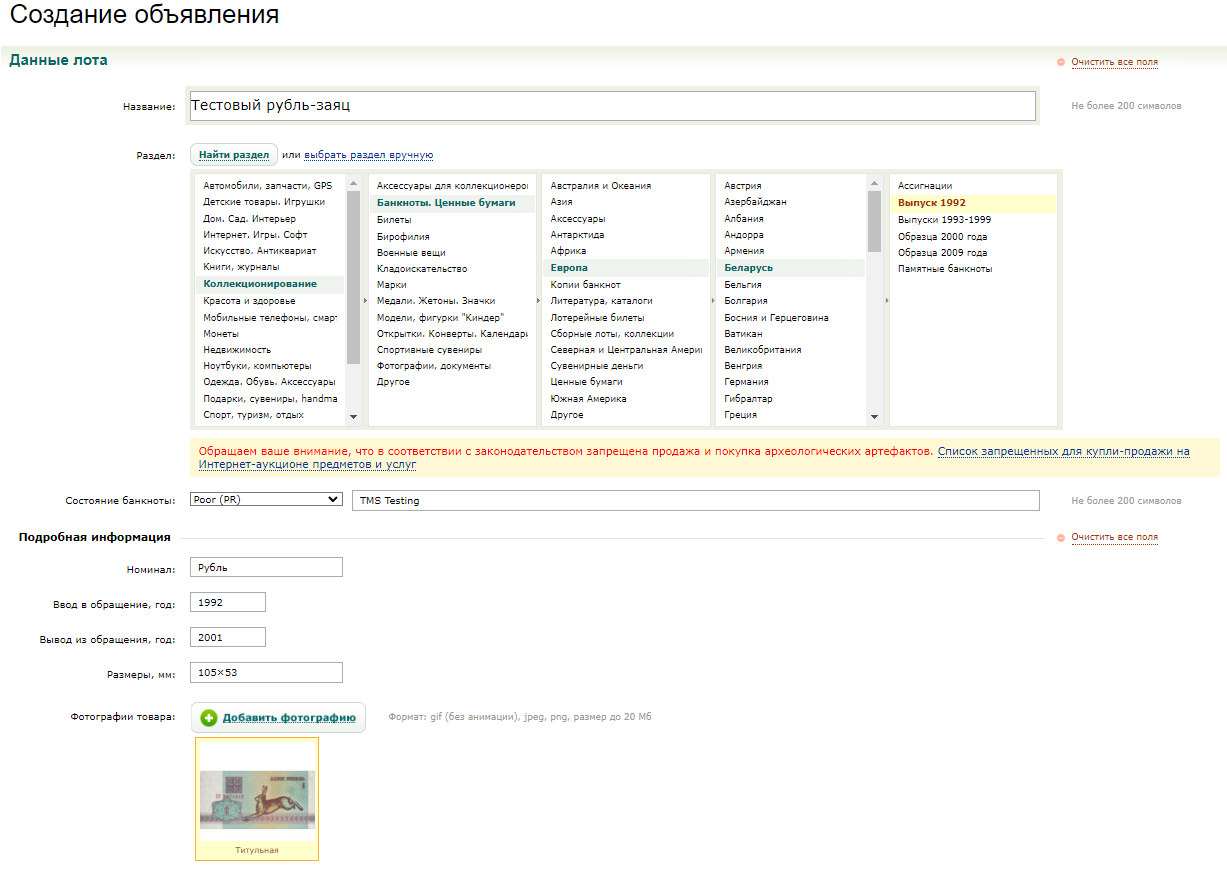 Создание объявления
Данные лота
Очистить все поля
Название:
Тестовый рубль-заяц
Не более 200 символов
Раздел:
Найти раздел или выбрать раздел вручную
Автомобили, запчасти, GPS
Детские товары. Игрушки
Дом. Сад. Интерьер
Интернет. Игры. Софт
Искусство. Антиквариат
Книги, журналы
Коллекционирование
Красота и здоровье
Мобильные телефоны, смарт
Монеты
Недвижимость
Ноутбуки, компьютеры
Одежда. Обувь. Аксессуары
Подарки, сувениры, handma
Спорт, туризм, отдых
Аксессуары для коллекционеро
Банкноты. Ценные бумаги
Билеты
Бирофилия
Военные вещи
Кладоискательство
Марки
Медали. Жетоны. Значки
Модели, фигурки "Киндер"
Открытки. Конверты. Календари
Спортивные сувениры
Фотографии, документы
Другое
Австралия и Океания
Азия
Аксессуары
Антарктида
Африка
Европа
Копии банкнот
Литература, каталоги
Лотерейные билеты
Сборные лоты, коллекции
Северная и Центральная Амери
Сувенирные деньги
Ценные бумаги
Южная Америка
Другое
Австрия
Азербайджан
Албания
Андорра
Армения
Беларусь
Бельгия
Болгария
Босния и Герцеговина
Ватикан
Великобритания
Венгрия
Германия
Гибралтар
Греция
Ассигнации
Выпуск 1992
Выпуски 1993-1999
Образца 2000 года
Образца 2009 года
Памятные банкноты
Обращаем ваше внимание, что в соответствии с законодательством запрещена продажа и покупка археологических артефактов. Список запрещенных для купли-продажи на
Интернет-аукционе предметов и услуг
Состояние банкноты:
Poor (PR)
TMS Testing
Не более 200 символов
Подробная информация
Очистить все поля
Номинал:
Рубль
Ввод в обращение, год:
1992
Вывод из обращения, год:
2001
Размеры, мм:
105×53
Фотографии товара:
Добавить фотографию
Формат: gif (без анимации), jpeg, png, размер до 20 Мб
Титульная